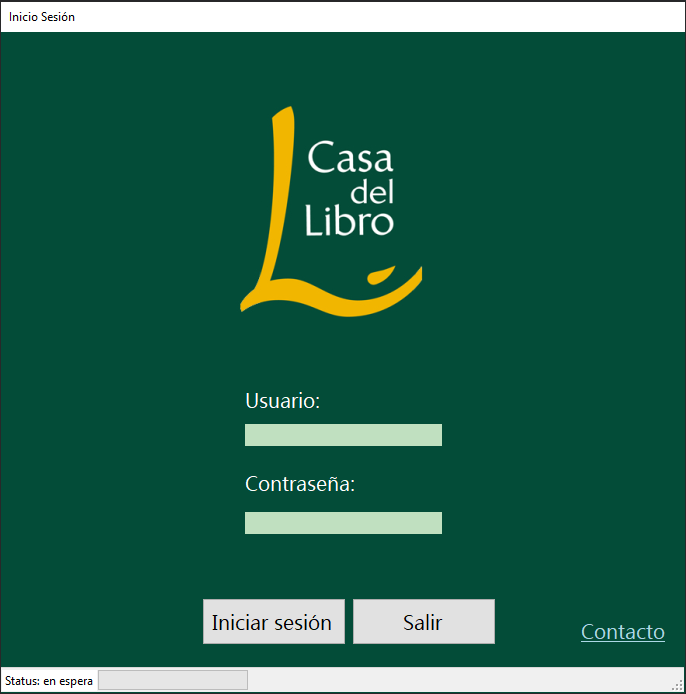 Inicio Sesión
Casa
del
Libro
Usuario:
Contraseña:
Iniciar sesión
Salir
Contacto
Status: en espera